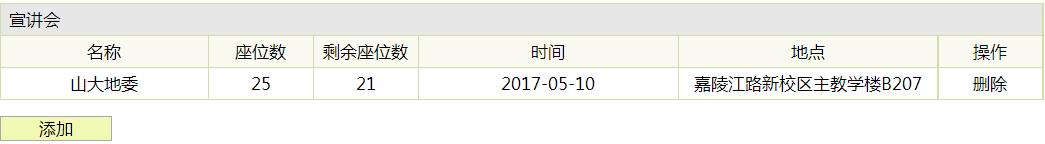 宣讲会
名称 座位数 剩余座位数 时间 地点 操作
山大地委 25 21 2017-05-10 嘉陵江路新校区主教学楼B207 删除
添加